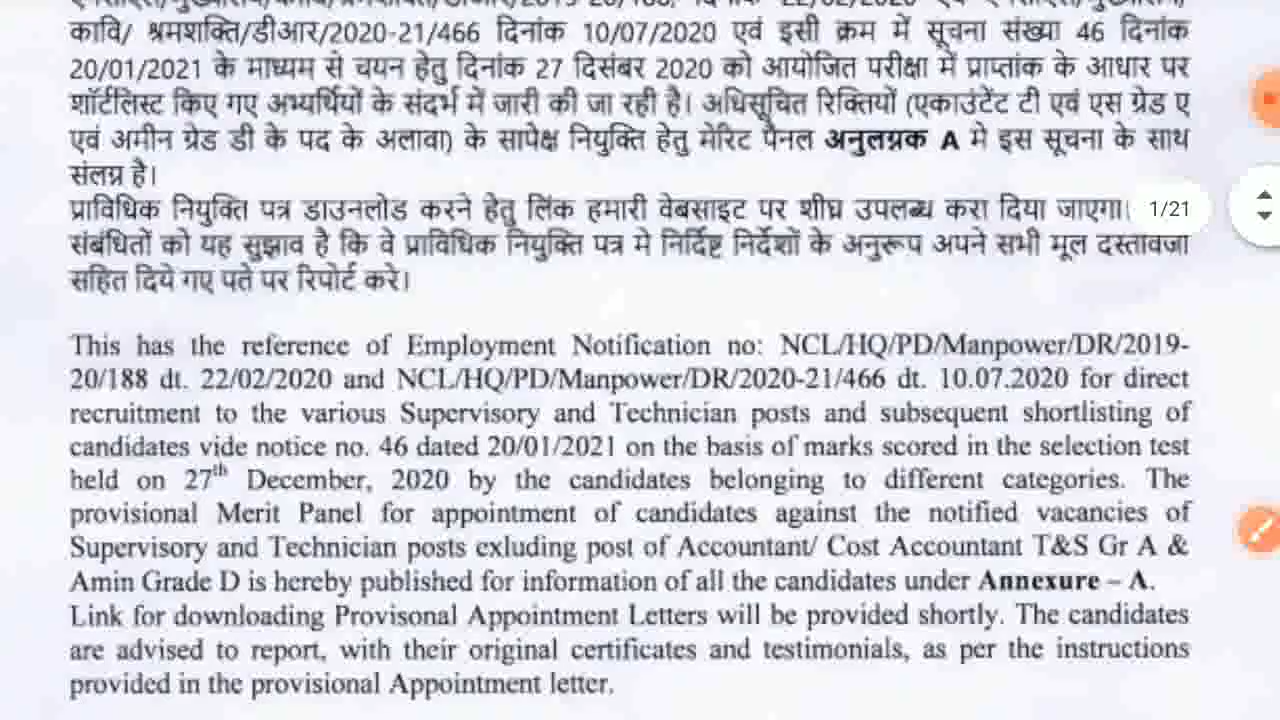 कावि/ श्रमशक्ति/डीआर/2020-21/466 दिनांक 10/07/2020 एवं इसी क्रम में सूचना संख्या 46 दिनांक
20/01/2021 के माध्यम से चयन हेतु दिनांक 27 दिसंबर 2020 को आयोजित परीक्षा में प्राप्तांक के आधार पर
शॉर्टलिस्ट किए गए अभ्यर्थियों के संदर्भ में जारी की जा रही है। अधिसूचित रिक्तियों (एकाउंटेंट टी एवं एस ग्रेड ए
एवं अमीन ग्रेड डी के पद के अलावा) के सापेक्ष नियुक्ति हेतु मेरिट पैनल अनुलग्नक A मे इस सूचना के साथ
संलग्न है।
प्राविधिक नियुक्ति पत्र डाउनलोड करने हेतु लिंक हमारी वेबसाइट पर शीघ्र उपलब्ध करा दिया जाएगा।
1/21
संबंधितों को यह सुझाव है कि वे प्राविधिक नियुक्ति पत्र मे निर्दिष्ट निर्देशों के अनुरूप अपने सभी मूल
सहित दिये गए पते पर रिपोर्ट करे।
This has the reference of Employment Notification no: NCL/HQ/PD/Manpower/DR/2019-
20/188 dt. 22/02/2020 and NCL/HQ/PD/Manpower/DR/2020-21/466 dt. 10.07.2020 for direct
recruitment to the various Supervisory and Technician posts and subsequent shortlisting of
candidates vide notice no. 46 dated 20/01/2021 on the basis of marks scored in the selection test
held on 27th December, 2020 by the candidates belonging to different categories. The
provisional Merit Panel for appointment of candidates against the notified vacancies of
Supervisory and Technician posts exluding post of Accountant/ Cost Accountant T&S Gr A &
Amin Grade D is hereby published for information of all the candidates under Annexure – A.
Link for downloading Provisonal Appointment Letters will be provided shortly. The candidates
are advised to report, with their original certificates and testimonials, as per the instructions
provided in the provisional Appointment letter.